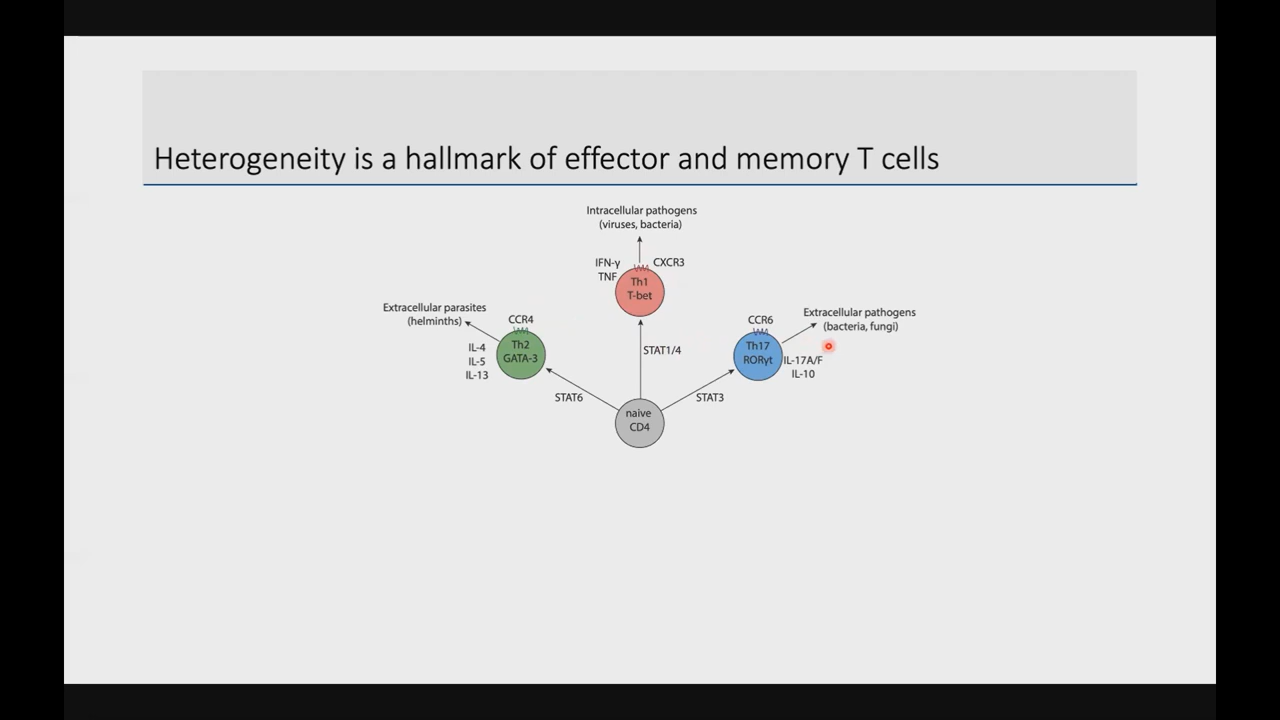 Heterogeneity is a hallmark of effector and memory T cells
Intracellular pathogens
(viruses, bacteria)
IFN-γ
TNF
CXCR3
Th1
T-bet
Extracellular parasites
(helminths)
CCR4
Th2
GATA-3
IL-4
IL-5
IL-13
CCR6
Th17
RORγt
Extracellular pathogens
(bacteria, fungi)
IL-17A/F
IL-10
STAT1/4
STAT6
STAT3
naive
CD4